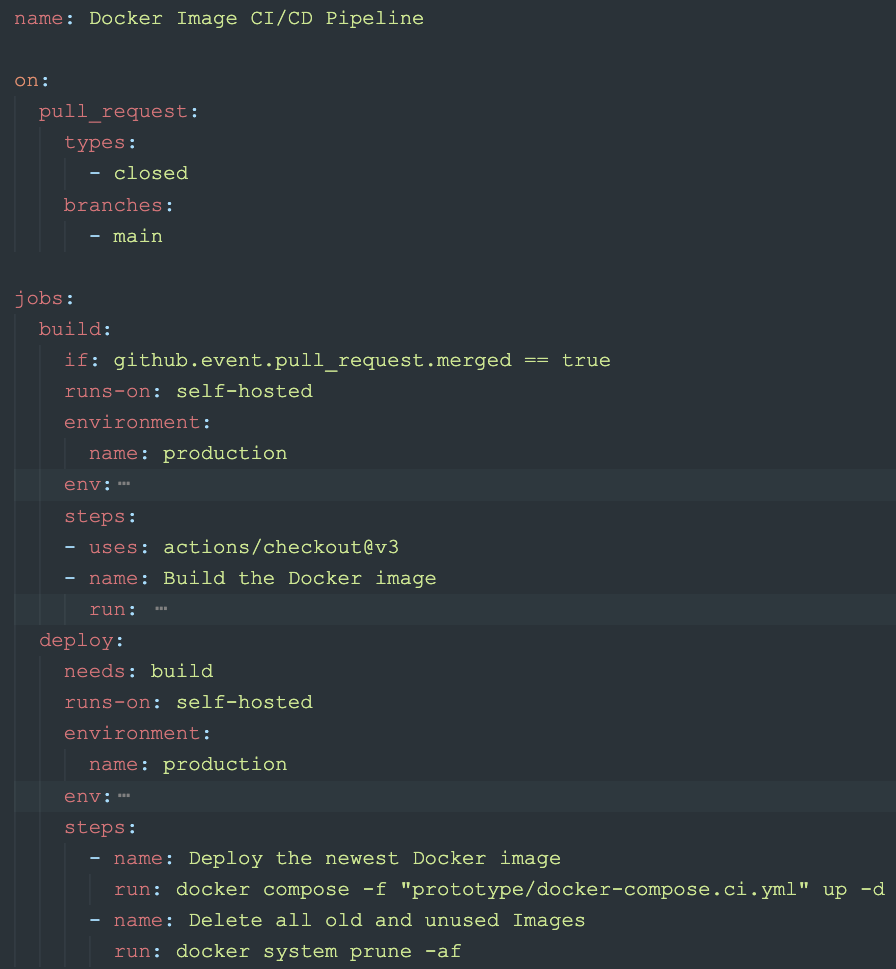 name: Docker Image CI/CD Pipeline
on:
pull_request:
types:
- closed
branches:
- main
jobs:
build:
if: github.event.pull_request.merged == true
runs-on: self-hosted
environment:
name: production
env:⋯
steps:
- uses: actions/checkout@v3
- name: Build the Docker image
run: ⋯
deploy:
needs: build
runs-on: self-hosted
environment:
name: production
env:⋯
steps:
- name: Deploy the newest Docker image
run: docker compose -f "prototype/docker-compose.ci.yml" up -d
- name: Delete all old and unused Images
run: docker system prune -af